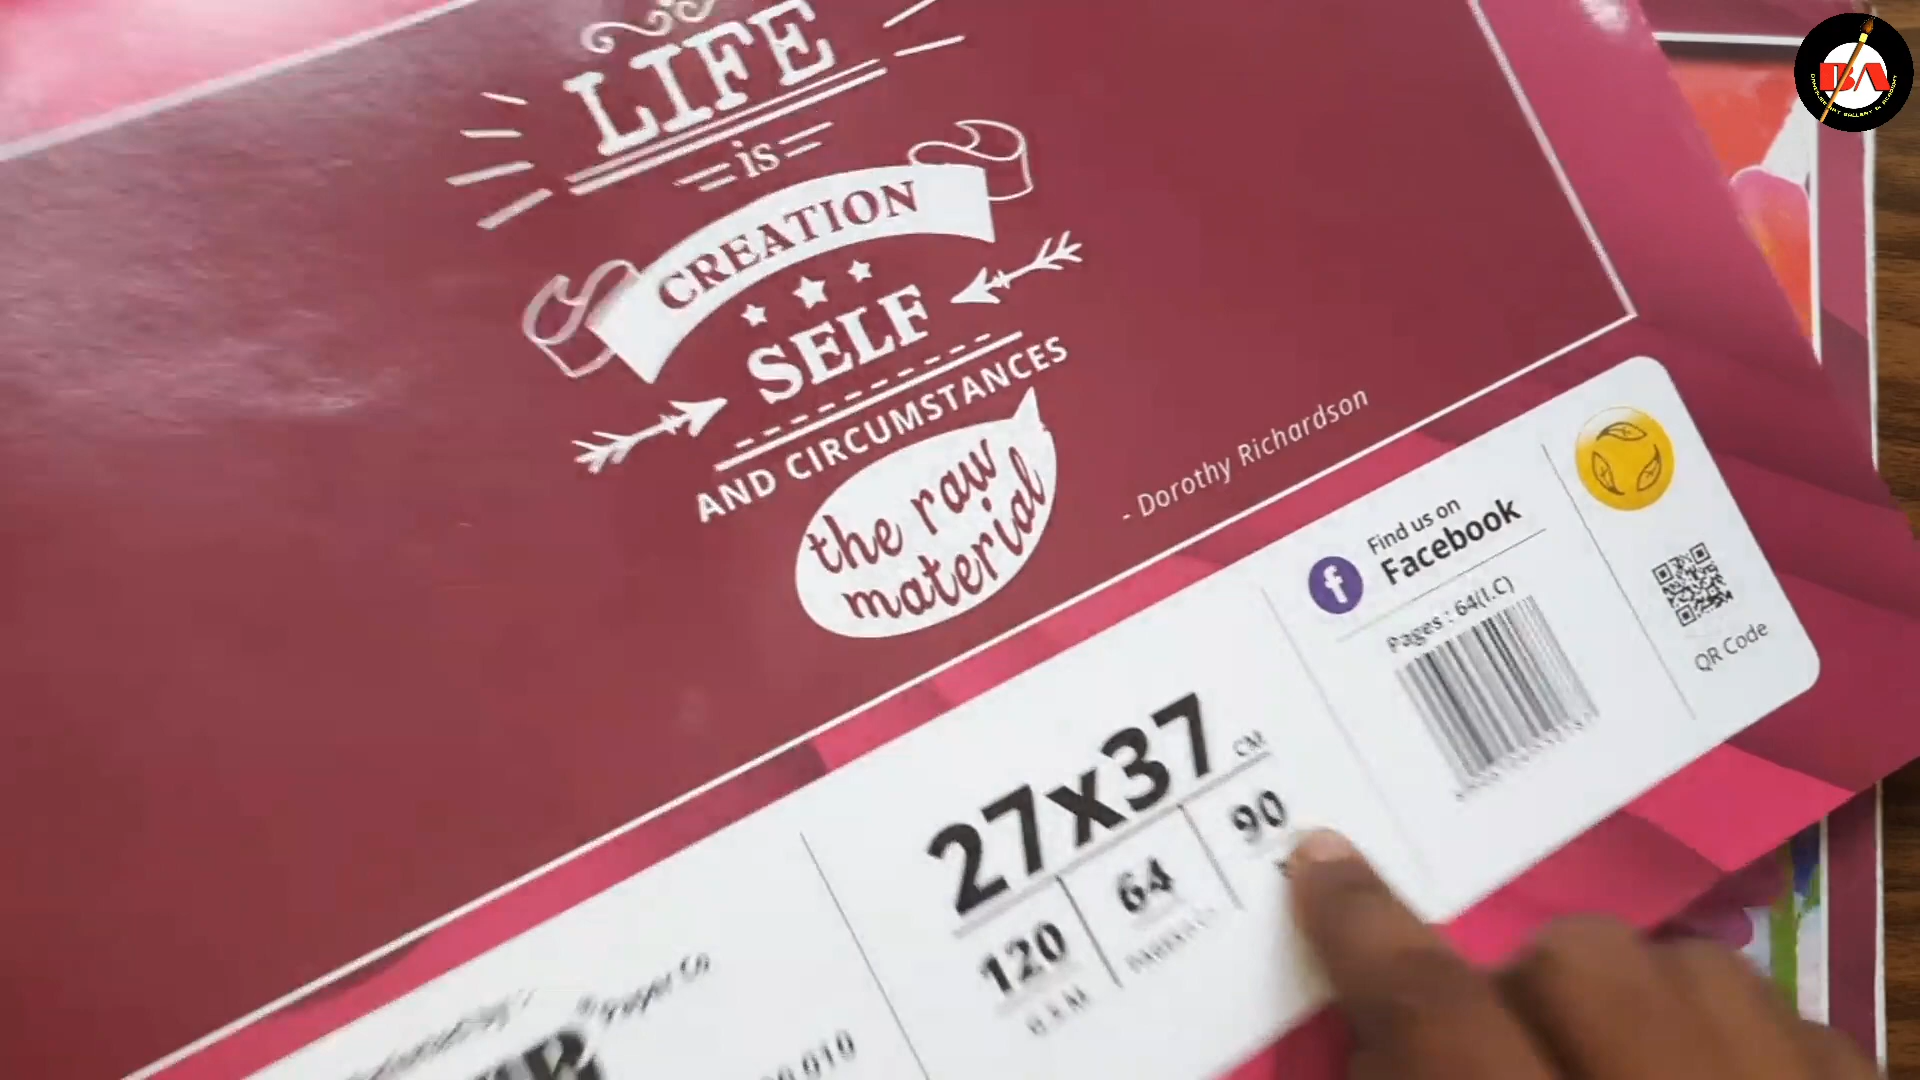 LIFE
is
CREATION
SELF
AND CIRCUMSTANCES
the raw
material
- Dorothy Richardson
Find us on
Facebook
Pages : 64(I.C)
QR Code
27x37 CM
120
64
90
BA